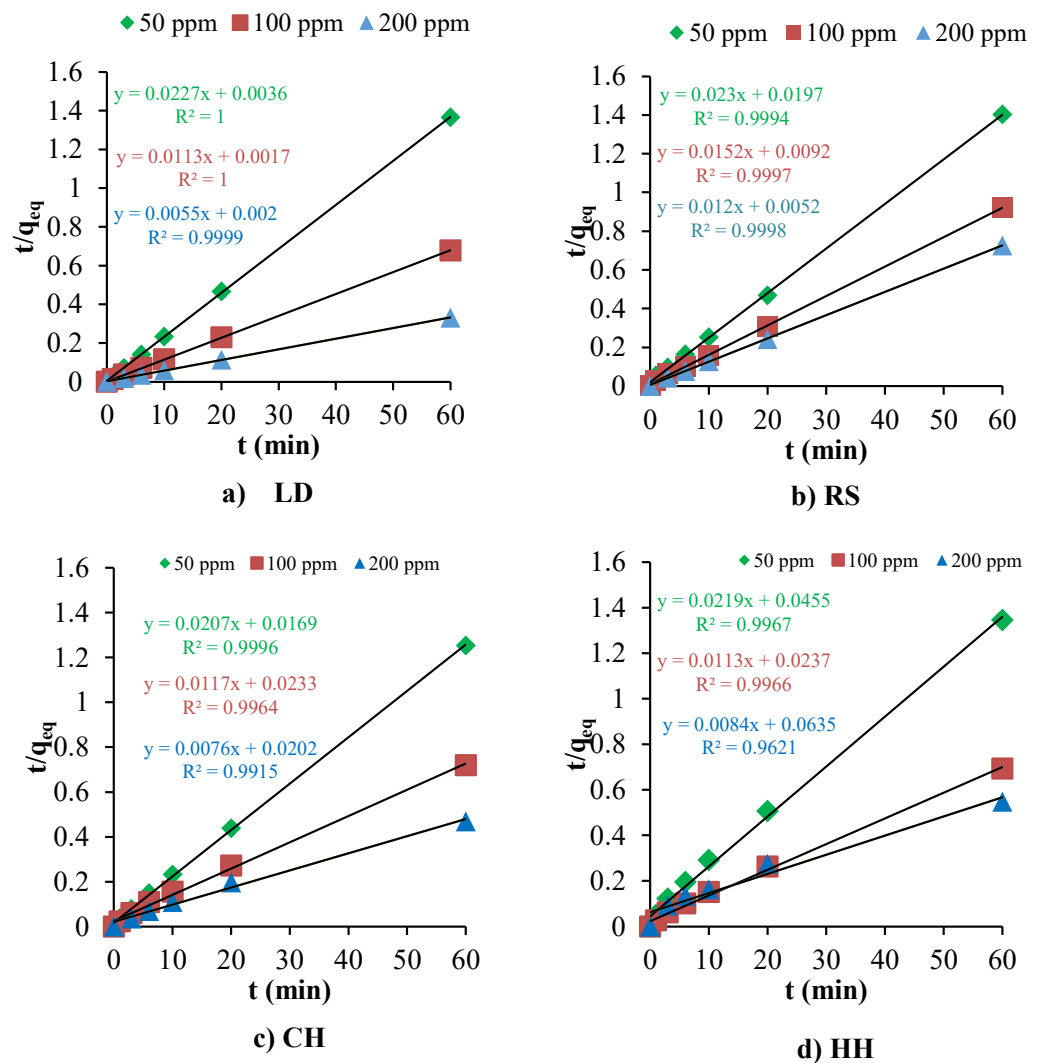 50 ppm 100 ppm 200 ppm
1.6
1.4
1.2
1
0.8
0.6
0.4
0.2
0
y = 0.0227x + 0.0036
R² = 1
y = 0.0113x + 0.0017
R² = 1
y = 0.0055x + 0.002
R² = 0.9999
t/qeq
0 10 20 30 40 50 60
t (min)
a) LD
50 ppm 100 ppm 200 ppm
1.6
1.4
1.2
1
0.8
0.6
0.4
0.2
0
y = 0.023x + 0.0197
R² = 0.9994
y = 0.0152x + 0.0092
R² = 0.9997
y = 0.012x + 0.0052
R² = 0.9998
t/qeq
0 10 20 30 40 50 60
t (min)
b) RS
50 ppm 100 ppm 200 ppm
1.6
1.4
1.2
1
0.8
0.6
0.4
0.2
0
y = 0.0207x + 0.0169
R² = 0.9996
y = 0.0117x + 0.0233
R² = 0.9964
y = 0.0076x + 0.0202
R² = 0.9915
t/qeq
0 10 20 30 40 50 60
t (min)
c) CH
50 ppm 100 ppm 200 ppm
1.6
1.4
1.2
1
0.8
0.6
0.4
0.2
0
y = 0.0219x + 0.0455
R² = 0.9967
y = 0.0113x + 0.0237
R² = 0.9966
y = 0.0084x + 0.0635
R² = 0.9621
t/qeq
0 10 20 30 40 50 60
t (min)
d) HH